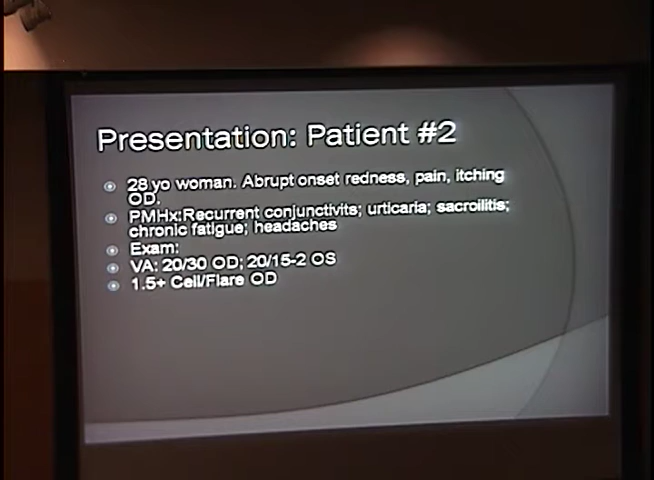 Presentation: Patient #2
28 yo woman. Abrupt onset redness, pain, itching
OD.
PMHx:Recurrent conjunctivits; urticaria; sacroilitis;
chronic fatigue; headaches
Exam:
VA: 20/30 OD; 20/15-2 OS
1.5+ Cell/Flare OD